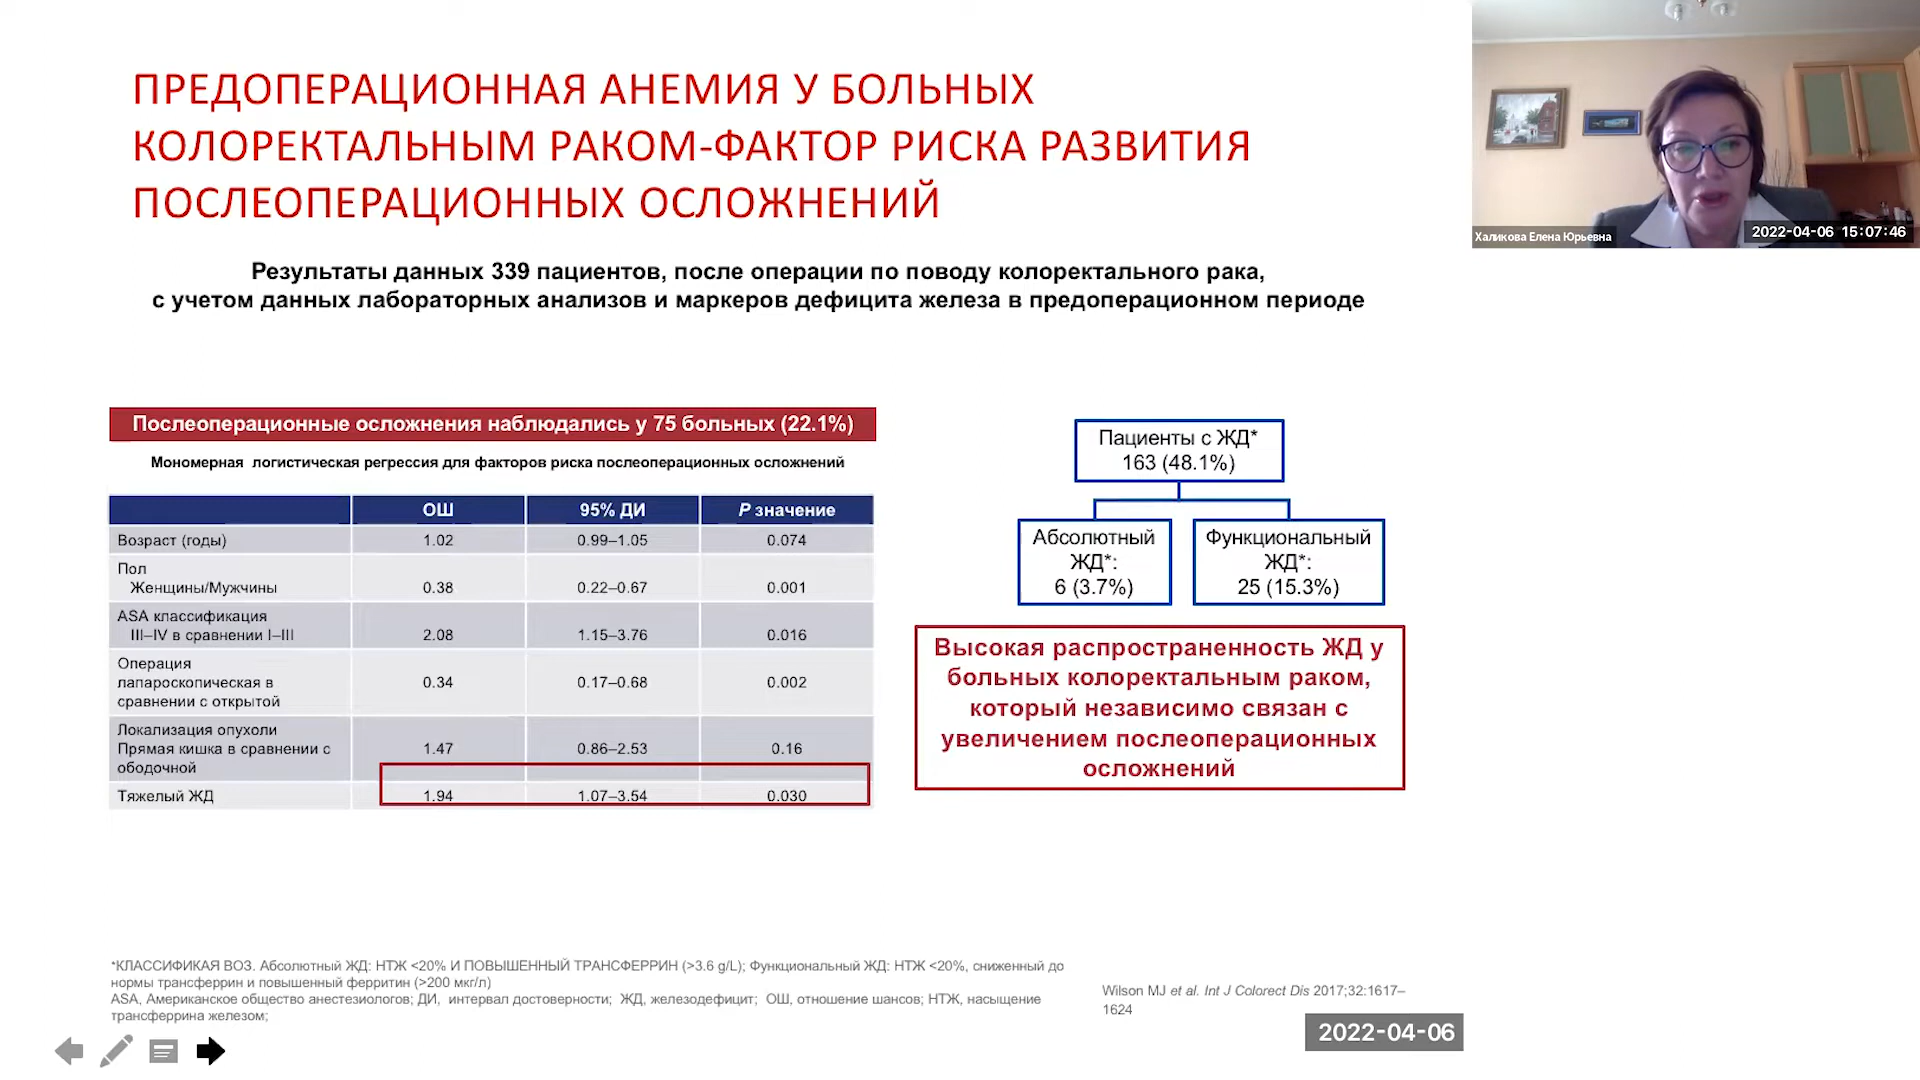 ПРЕДОПЕРАЦИОННАЯ АНЕМИЯ У БОЛЬНЫХ
КОЛОРЕКТАЛЬНЫМ РАКОМ-ФАКТОР РИСКА РАЗВИТИЯ
ПОСЛЕОПЕРАЦИОННЫХ ОСЛОЖНЕНИЙ
Халикова Елена Юрьевна
2022-04-06 15:07:46
Результаты данных 339 пациентов, после операции по поводу колоректального рака,
с учетом данных лабораторных анализов и маркеров дефицита железа в предоперационном периоде
Послеоперационные осложнения наблюдались у 75 больных (22.1%)
Мономерная логистическая регрессия для факторов риска послеоперационных осложнений
ОШ 95% ДИ P значение
Возраст (годы) 1.02 0.99–1.05 0.074
Пол
Женщины/Мужчины 0.38 0.22–0.67 0.001
ASA классификация
III–IV в сравнении I–III 2.08 1.15–3.76 0.016
Операция
лапароскопическая в 0.34 0.17–0.68 0.002
сравнении с открытой
Локализация опухоли
Прямая кишка в сравнении с 1.47 0.86–2.53 0.16
ободочной
Тяжелый ЖД 1.94 1.07–3.54 0.030
Пациенты с ЖД*
163 (48.1%)
Абсолютный
ЖД*:
6 (3.7%)
Функциональный
ЖД*:
25 (15.3%)
Высокая распространенность ЖД у
больных колоректальным раком,
который независимо связан с
увеличением послеоперационных
осложнений
*КЛАССИФИКАЯ ВОЗ. Абсолютный ЖД: НТЖ <20% И ПОВЫШЕННЫЙ ТРАНСФЕРРИН (>3.6 g/L); Функциональный ЖД: НТЖ <20%, сниженный до
нормы трансферрин и повышенный ферритин (>200 мкг/л)
ASA, Американское общество анестезиологов; ДИ, интервал достоверности; ЖД, железодефицит; ОШ, отношение шансов; НТЖ, насыщение
трансферрина железом;
Wilson MJ et al. Int J Colorect Dis 2017;32:1617–
1624
2022-04-06